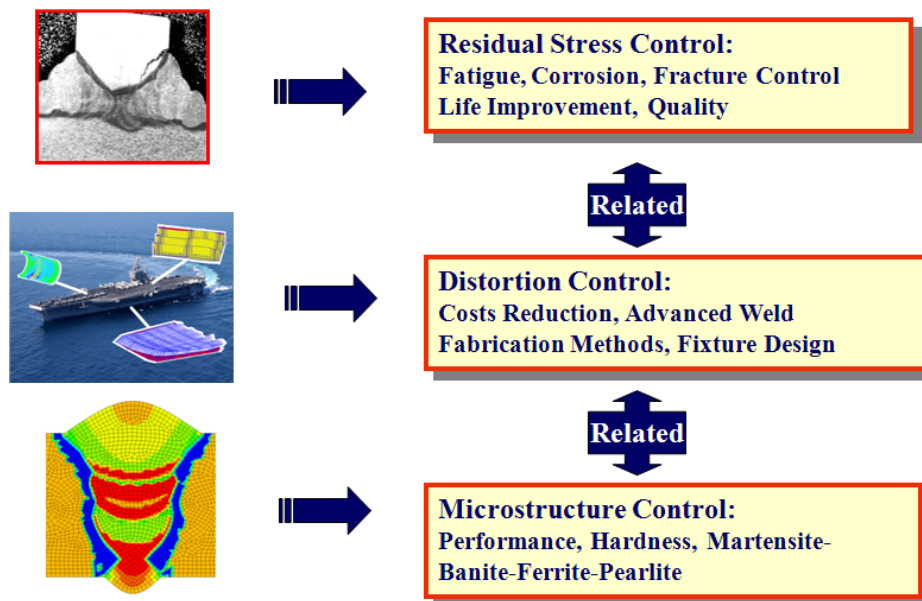 Residual Stress Control:
Fatigue, Corrosion, Fracture Control
Life Improvement, Quality
Related
Distortion Control:
Costs Reduction, Advanced Weld
Fabrication Methods, Fixture Design
Related
Microstructure Control:
Performance, Hardness, Martensite-
Banite-Ferrite-Pearlite